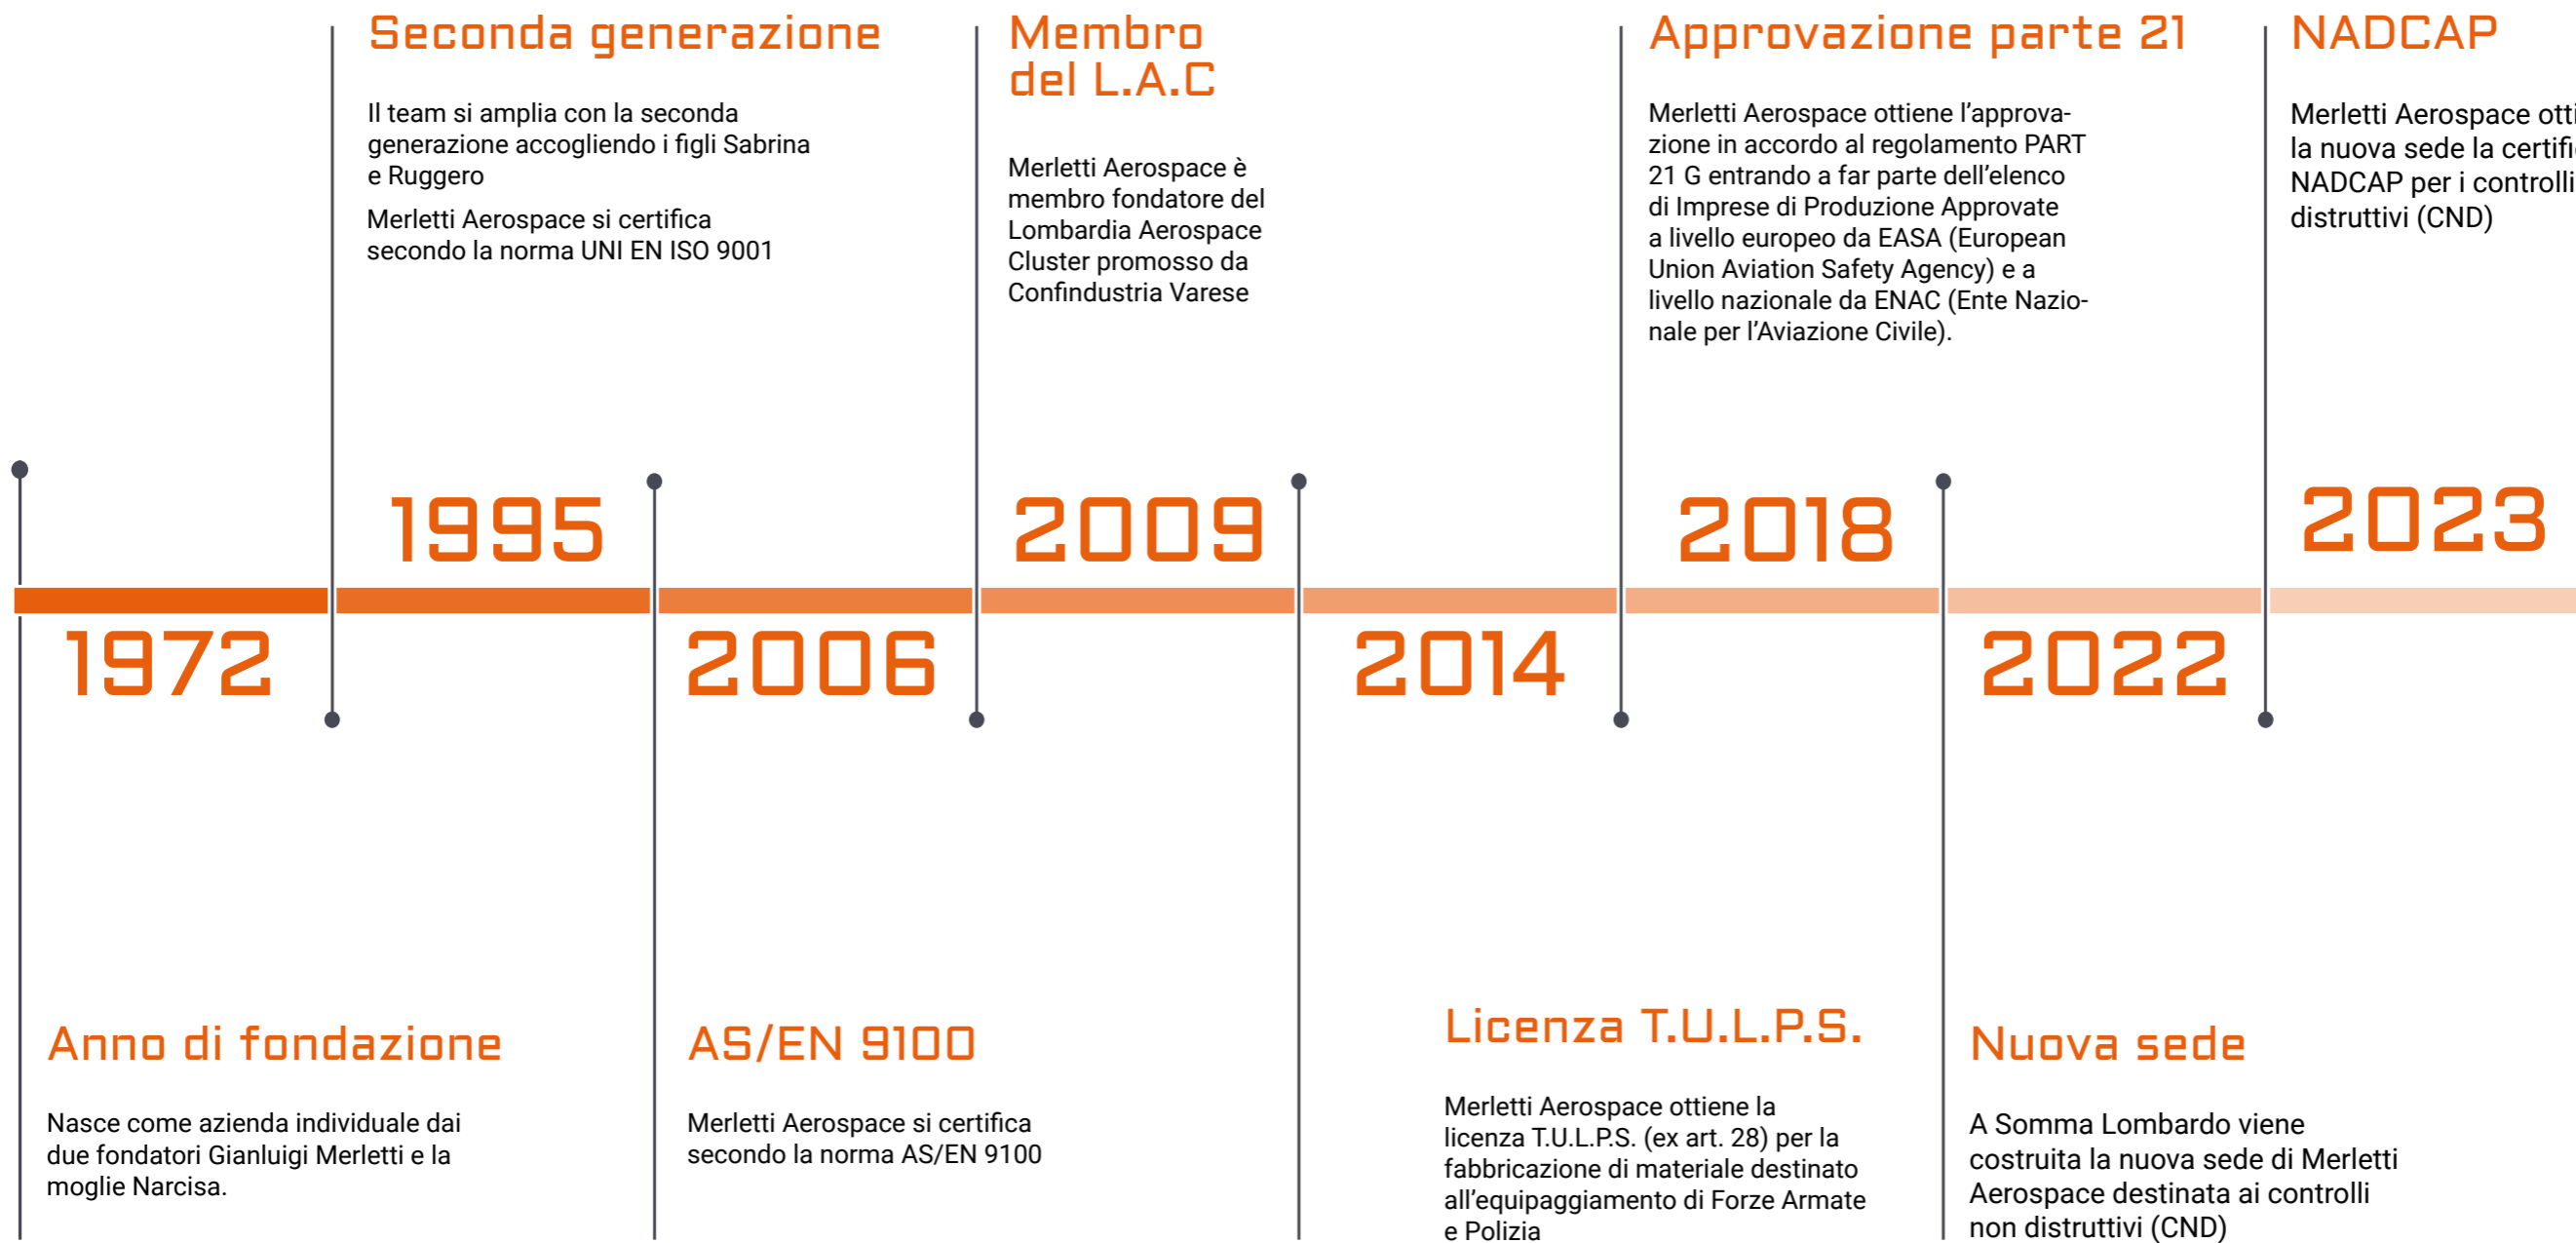 Seconda generazione
Il team si amplia con la seconda
generazione accogliendo i figli Sabrina
e Ruggero
Merletti Aerospace si certifica
secondo la norma UNI EN ISO 9001
Membro
del L.A.C
Merletti Aerospace è
membro fondatore del
Lombardia Aerospace
Cluster promosso da
Confindustria Varese
Approvazione parte 21
Merletti Aerospace ottiene l'approva-
zione in accordo al regolamento PART
21 G entrando a far parte dell'elenco
di Imprese di Produzione Approvate
a livello europeo da EASA (European
Union Aviation Safety Agency) e a
livello nazionale da ENAC (Ente Nazio-
nale per l'Aviazione Civile).
NADCAP
Merletti Aerospace
la nuova sede la
NADCAP per i controlli
distruttivi (CND)
1995
2009
2018
2023
1972
2006
2014
2022
Anno di fondazione
Nasce come azienda individuale dai
due fondatori Gianluigi Merletti e la
moglie Narcisa.
AS/EN 9100
Merletti Aerospace si certifica
secondo la norma AS/EN 9100
Licenza T.U.L.P.S.
Merletti Aerospace ottiene la
licenza T.U.L.P.S. (ex art. 28) per la
fabbricazione di materiale destinato
all'equipaggiamento di Forze Armate
e Polizia
Nuova sede
A Somma Lombardo viene
costruita la nuova sede di Merletti
Aerospace destinata ai controlli
non distruttivi (CND)